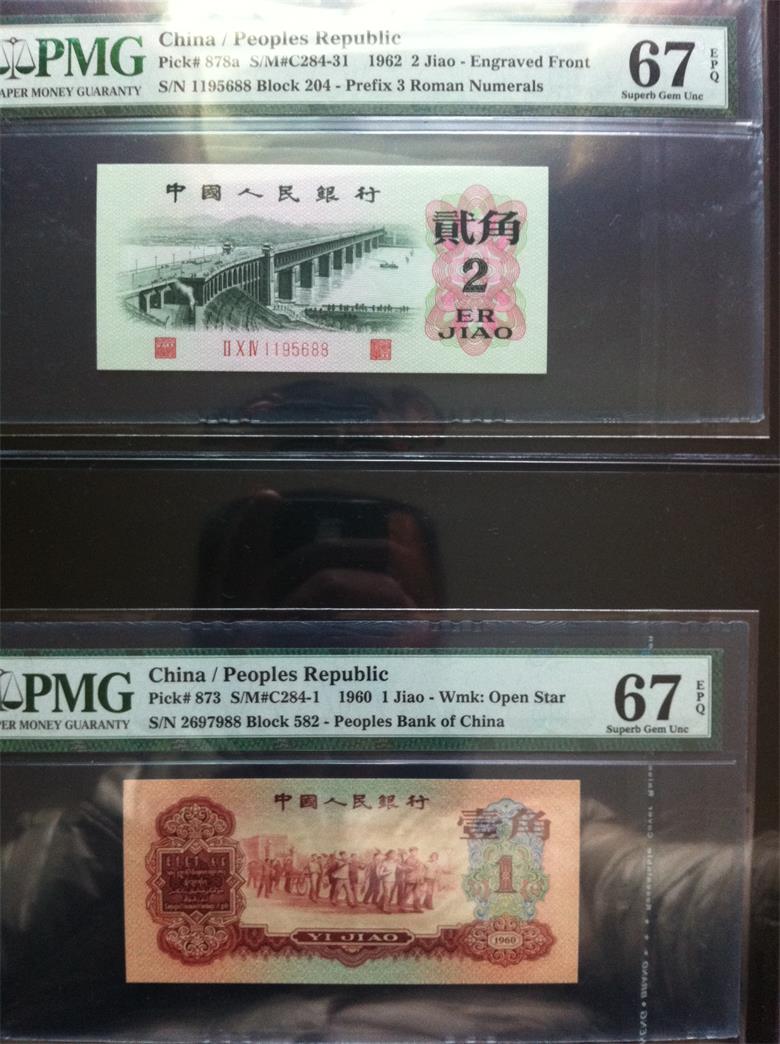 PMG
PAPER MONEY GUARANTY
China / Peoples Republic
Pick# 878a S/M#C284-31 1962 2 Jiao - Engraved Front
S/N 1195688 Block 204 - Prefix 3 Roman Numerals
67
EPQ
Superb Gem Unc
中國人民銀行
貳角
2
ER
JIAO
ⅡⅩⅣ 1195688
PMG
PER MONEY GUARANTY
China / Peoples Republic
Pick# 873 S/M#C284-1 1960 1 Jiao - Wmk: Open Star
S/N 2697988 Block 582 - Peoples Bank of China
67
EPQ
Superb Gem Unc
中國人民銀行
壹角
1
YI JIAO
1960